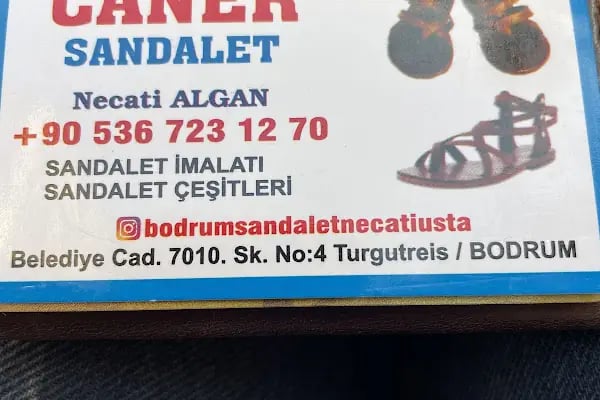 CANER
SANDALET
Necati ALGAN
+90 536 723 12 70
SANDALET İMALATI
SANDALET ÇEŞİTLERİ
bodrumsandaletnecatiusta
Belediye Cad. 7010. Sk. No:4 Turgutreis / BODRUM